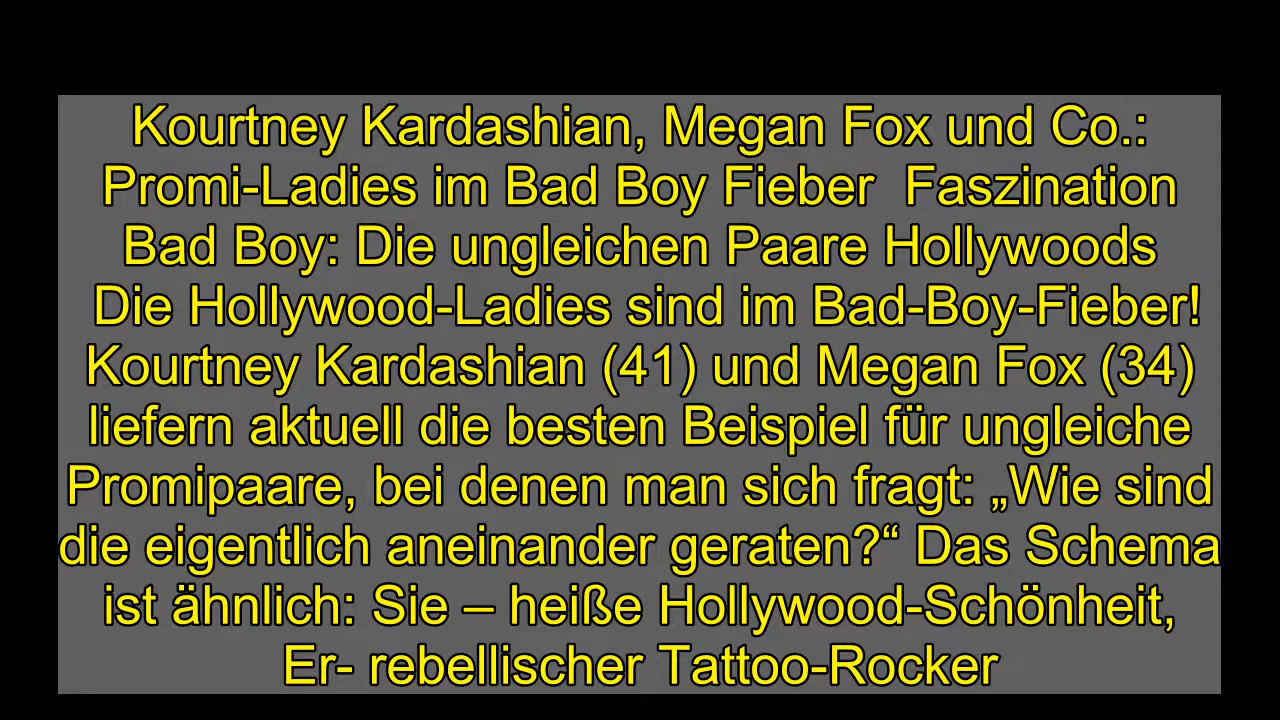 Kourtney Kardashian, Megan Fox und Co.:
Promi-Ladies im Bad Boy Fieber  Faszination
Bad Boy: Die ungleichen Paare Hollywoods
Die Hollywood-Ladies sind im Bad-Boy-Fieber!
Kourtney Kardashian (41) und Megan Fox (34)
liefern aktuell die besten Beispiel für ungleiche
Promipaare, bei denen man sich fragt: „Wie sind
die eigentlich aneinander geraten?“ Das Schema
ist ähnlich: Sie – heiße Hollywood-Schönheit,
Er- rebellischer Tattoo-Rocker